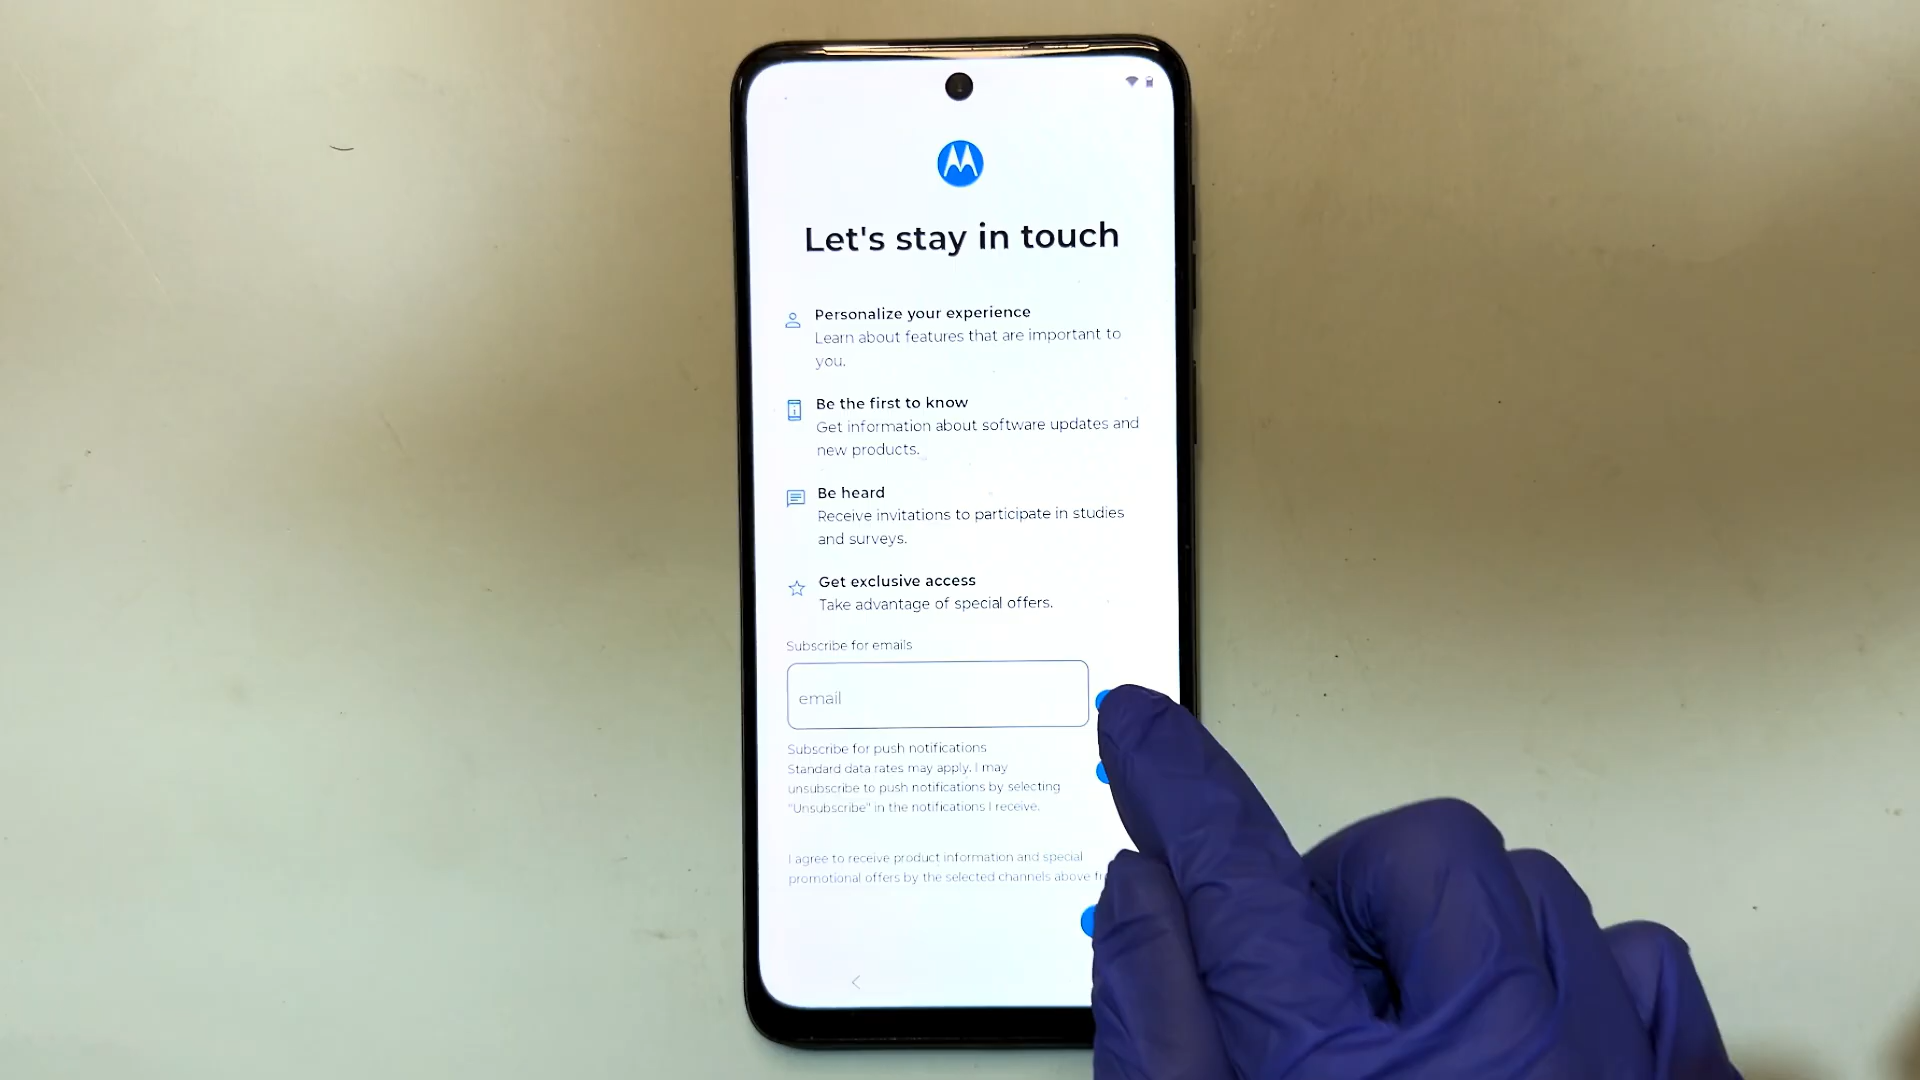 Let's stay in touch
Personalize your experience
Learn about features that are important to
you.
Be the first to know
Get information about software updates and
new products.
Be heard
Receive invitations to participate in studies
and surveys.
Get exclusive access
Take advantage of special offers.
Subscribe for emails
email
Subscribe for push notifications
Standard data rates may apply. I may
unsubscribe to push notifications by selecting
"Unsubscribe" in the notifications I receive.
I agree to receive product information and special
promotional offers by the selected channels above